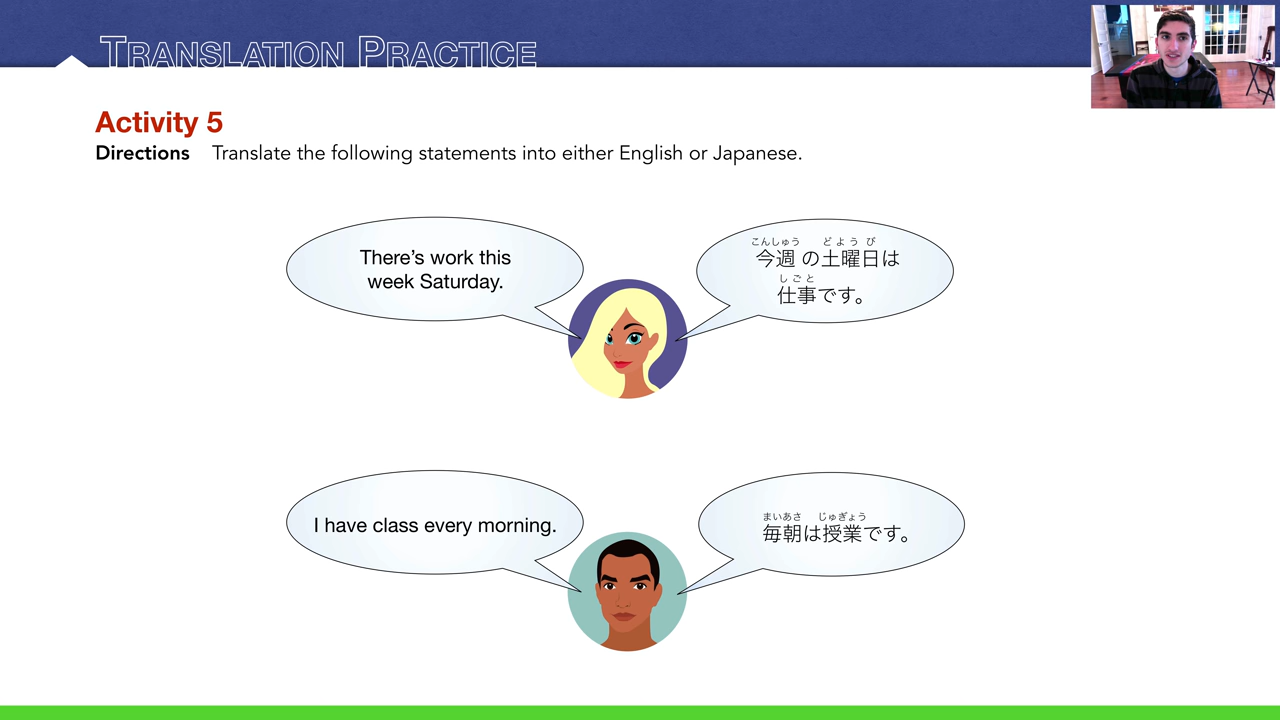 TRANSLATION PRACTICE
Activity 5
Directions Translate the following statements into either English or Japanese.
There's work this
week Saturday.
こんしゅう どようび
今週の土曜日は
しごと
仕事です。
I have class every morning.
まいあさ じゅぎょう
毎朝は授業です。